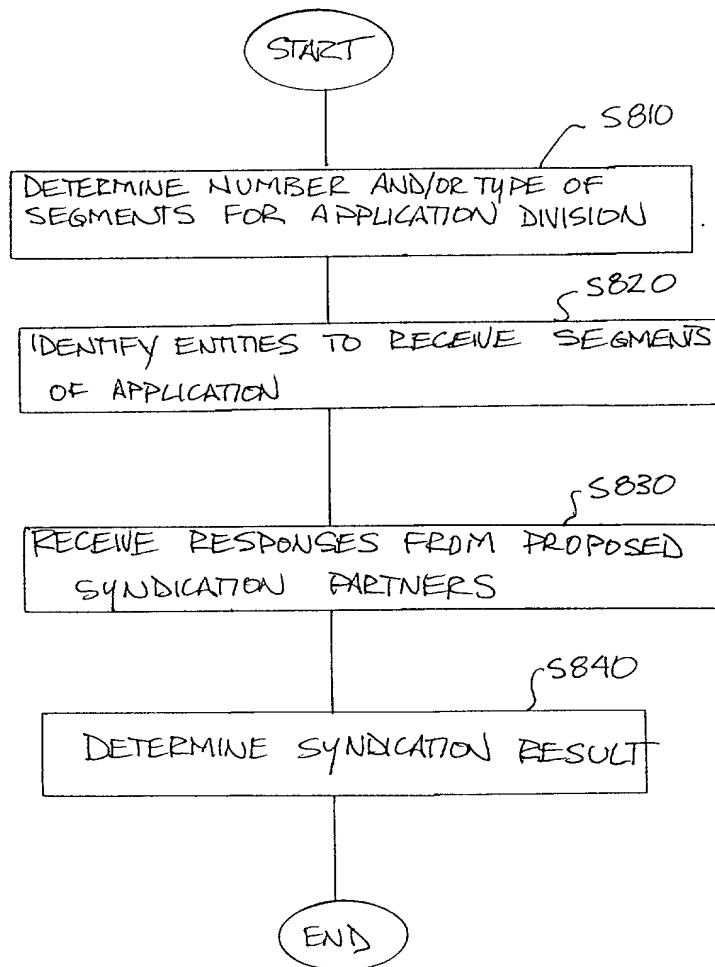 START
S810
DETERMINE NUMBER AND/OR TYPE OF
SEGMENTS FOR APPLICATION DIVISION
S820
IDENTIFY ENTITIES TO RECEIVE SEGMENTS
OF APPLICATION
S830
RECEIVE RESPONSES FROM PROPOSED
SYNDICATION PARTNERS
S840
DETERMINE SYNDICATION RESULT
END